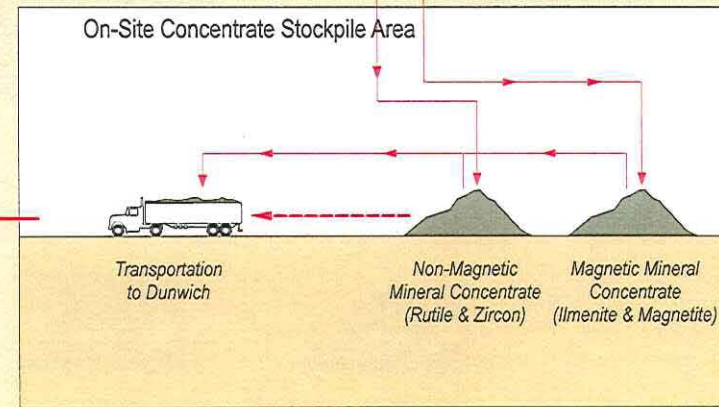 On-Site Concentrate Stockpile Area
Transportation
to Dunwich
Non-Magnetic
Mineral Concentrate
(Rutile & Zircon)
Magnetic Mineral
Concentrate
(Ilmenite & Magnetite)